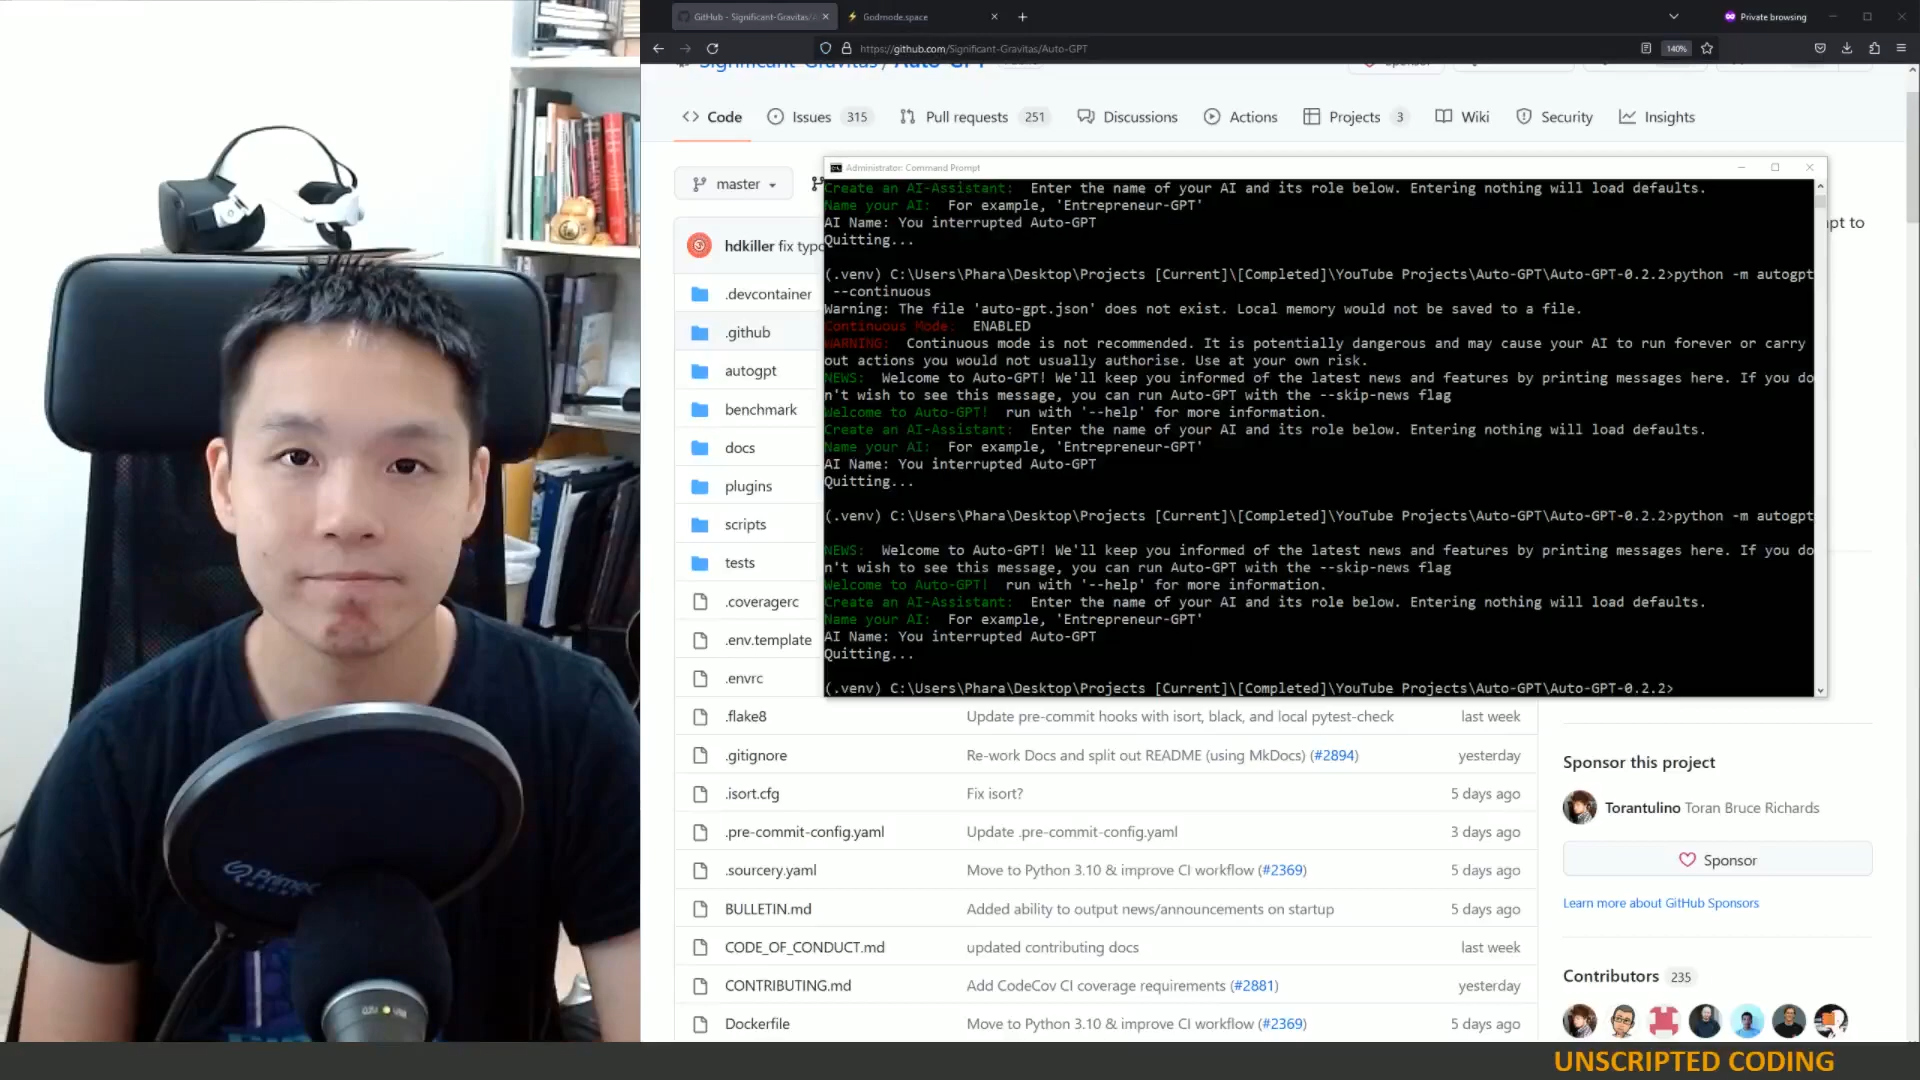 GitHub - Significant-Gravitas/A
Godmode.space
Private browsing
https://github.com/Significant-Gravitas/Auto-GPT
140%
Significant-Gravitas / Auto-GPT
Sponsor
Code
Issues 315
Pull requests 251
Discussions
Actions
Projects 3
Wiki
Security
Insights
master
pt to
hdkiller fix typo
.devcontainer
.github
autogpt
benchmark
docs
plugins
scripts
tests
.coveragerc
.env.template
.envrc
Administrator: Command Prompt
Create an AI-Assistant: Enter the name of your AI and its role below. Entering nothing will load defaults.
Name your AI: For example, 'Entrepreneur-GPT'
AI Name: You interrupted Auto-GPT
Quitting...
(.venv) C:\Users\Phara\Desktop\Projects [Current]\[Completed]\YouTube Projects\Auto-GPT\Auto-GPT-0.2.2>python -m autogpt
--continuous
Warning: The file 'auto-gpt.json' does not exist. Local memory would not be saved to a file.
Continuous Mode: ENABLED
WARNING: Continuous mode is not recommended. It is potentially dangerous and may cause your AI to run forever or carry
out actions you would not usually authorise. Use at your own risk.
NEWS: Welcome to Auto-GPT! We'll keep you informed of the latest news and features by printing messages here. If you do
n't wish to see this message, you can run Auto-GPT with the --skip-news flag
Welcome to Auto-GPT! run with '--help' for more information.
Create an AI-Assistant: Enter the name of your AI and its role below. Entering nothing will load defaults.
Name your AI: For example, 'Entrepreneur-GPT'
AI Name: You interrupted Auto-GPT
Quitting...
(.venv) C:\Users\Phara\Desktop\Projects [Current]\[Completed]\YouTube Projects\Auto-GPT\Auto-GPT-0.2.2>python -m autogpt
NEWS: Welcome to Auto-GPT! We'll keep you informed of the latest news and features by printing messages here. If you do
n't wish to see this message, you can run Auto-GPT with the --skip-news flag
Welcome to Auto-GPT! run with '--help' for more information.
Create an AI-Assistant: Enter the name of your AI and its role below. Entering nothing will load defaults.
Name your AI: For example, 'Entrepreneur-GPT'
AI Name: You interrupted Auto-GPT
Quitting...
(.venv) C:\Users\Phara\Desktop\Projects [Current]\[Completed]\YouTube Projects\Auto-GPT\Auto-GPT-0.2.2>
.flake8 Update pre-commit hooks with isort, black, and local pytest-check last week
.gitignore Re-work Docs and split out README (using MkDocs) (#2894) yesterday
.isort.cfg Fix isort? 5 days ago
.pre-commit-config.yaml Update .pre-commit-config.yaml 3 days ago
.sourcery.yaml Move to Python 3.10 & improve CI workflow (#2369) 5 days ago
BULLETIN.md Added ability to output news/announcements on startup 5 days ago
CODE_OF_CONDUCT.md updated contributing docs last week
CONTRIBUTING.md Add CodeCov CI coverage requirements (#2881) yesterday
Dockerfile Move to Python 3.10 & improve CI workflow (#2369) 5 days ago
Sponsor this project
Torantulino Toran Bruce Richards
Sponsor
Learn more about GitHub Sponsors
Contributors 235
UNSCRIPTED CODING